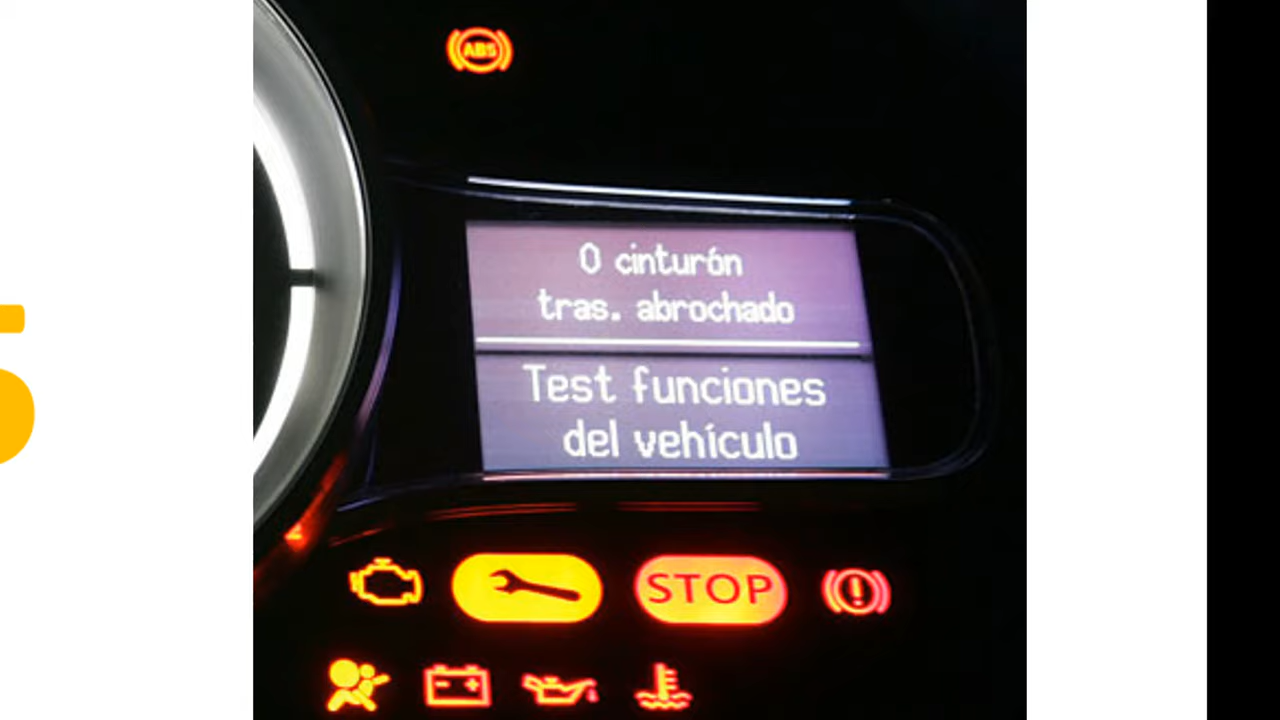 ABS
0 cinturón
tras. abrochado
Test funciones
del vehículo
STOP